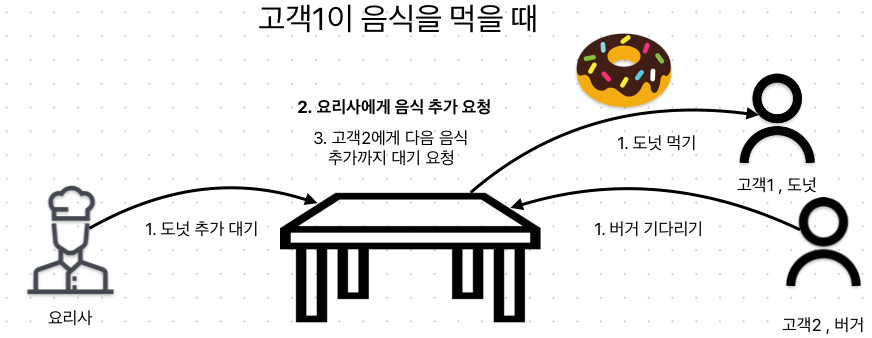 고객1이 음식을 먹을 때
2. 요리사에게 음식 추가 요청
3. 고객2에게 다음 음식
추가까지 대기 요청
1. 도넛 먹기
고객1 , 도넛
1. 도넛 추가 대기
1. 버거 기다리기
요리사
고객2 , 버거